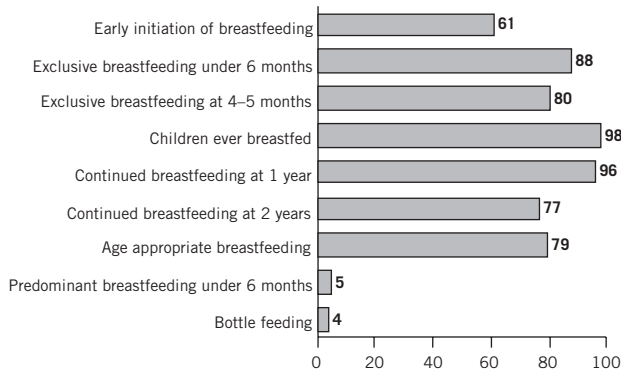 Early initiation of breastfeeding 61
Exclusive breastfeeding under 6 months 88
Exclusive breastfeeding at 4–5 months 80
Children ever breastfed 98
Continued breastfeeding at 1 year 96
Continued breastfeeding at 2 years 77
Age appropriate breastfeeding 79
Predominant breastfeeding under 6 months 5
Bottle feeding 4
0 20 40 60 80 100